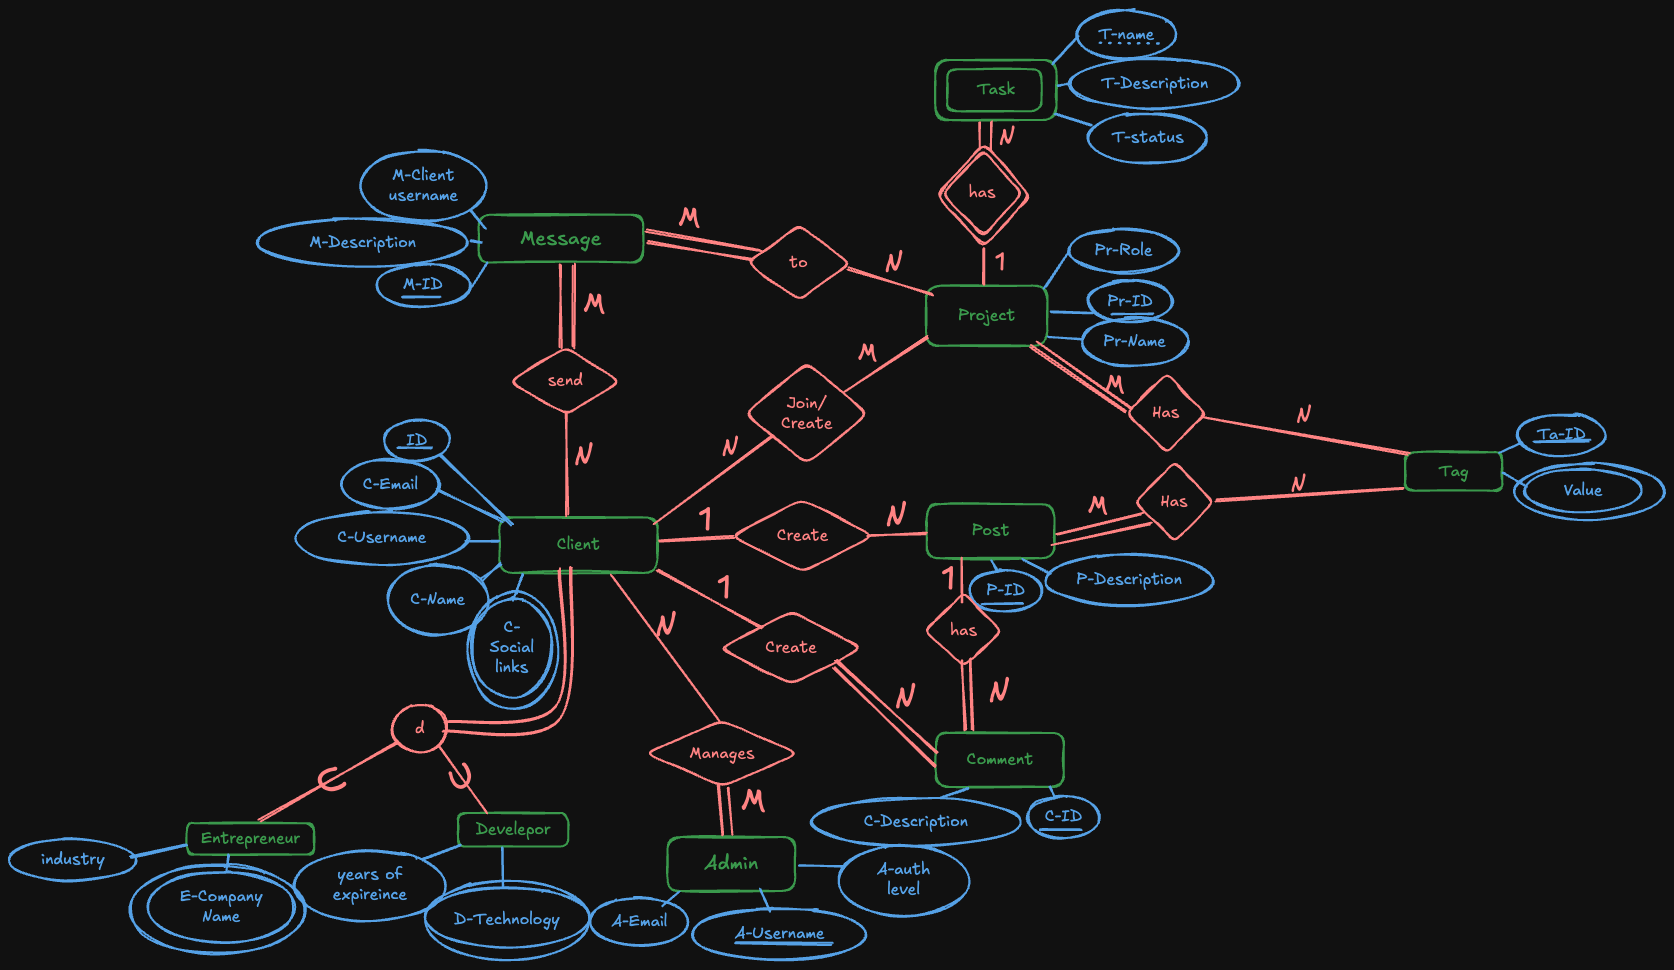 T-name
Task
T-Description
N
T-status
M-Client
username
has
Message
M
M-Description
to
N
1
Pr-Role
M-ID
Project
Pr-ID
M
Pr-Name
send
M
Join/
Create
M
Has
N
ID
N
N
Ta-ID
C-Email
Tag
Value
C-Username
Client
1
Create
N
Post
M
Has
N
C-Name
1
1
P-ID
P-Description
C-
Social
links
N
Create
has
N
N
d
Manages
Comment
M
C-Description
C-ID
Entrepreneur
Develepor
industry
years of
expireince
Admin
A-auth
level
E-Company
Name
D-Technology
A-Email
A-Username